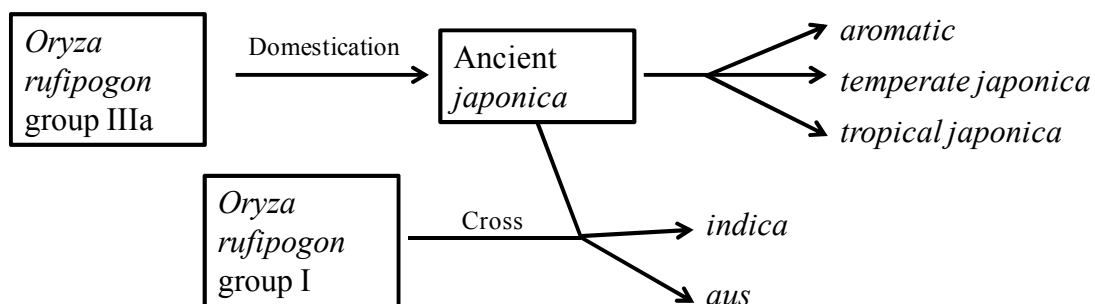 Oryza
rufipogon
group IIIa
Domestication
Ancient
japonica
aromatic
temperate japonica
tropical japonica
Oryza
rufipogon
group I
Cross
indica
aus